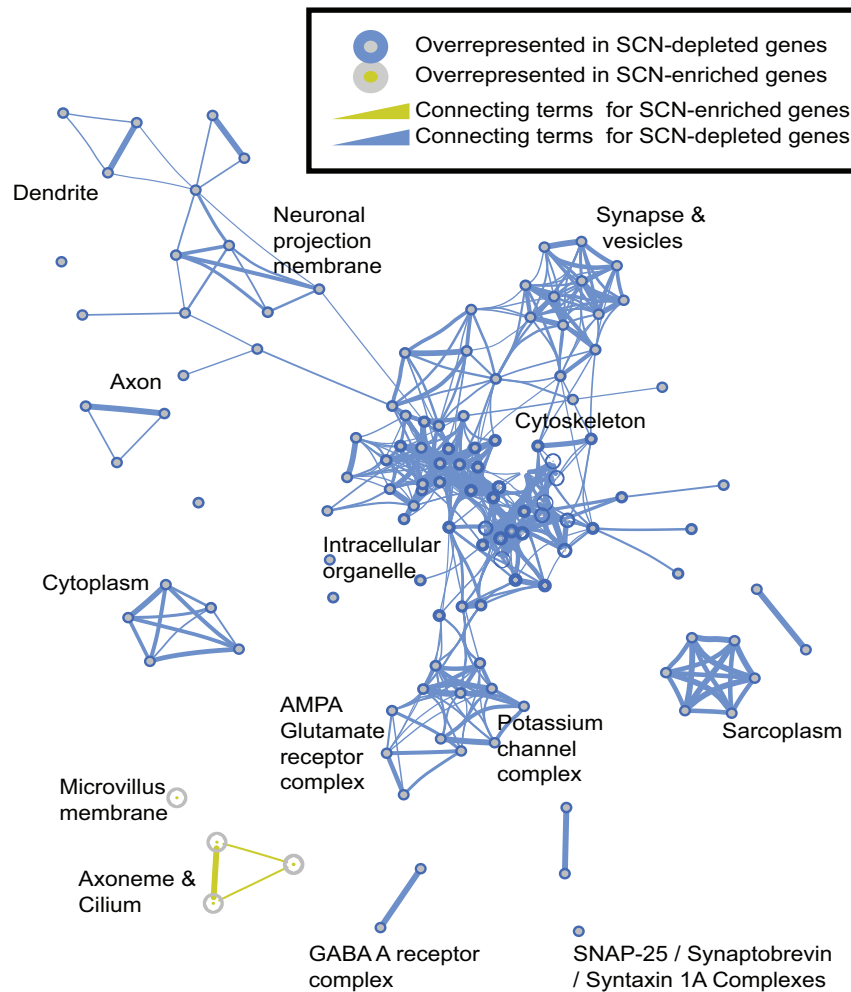 Overrepresented in SCN-depleted genes
Overrepresented in SCN-enriched genes
Connecting terms for SCN-enriched genes
Connecting terms for SCN-depleted genes
Dendrite
Neuronal
projection
membrane
Synapse &
vesicles
Axon
Cytoskeleton
Intracellular
organelle
Cytoplasm
AMPA
Glutamate
receptor
complex
Potassium
channel
complex
Sarcoplasm
Microvillus
membrane
Axoneme &
Cilium
GABA A receptor
complex
SNAP-25 / Synaptobrevin
/ Syntaxin 1A Complexes